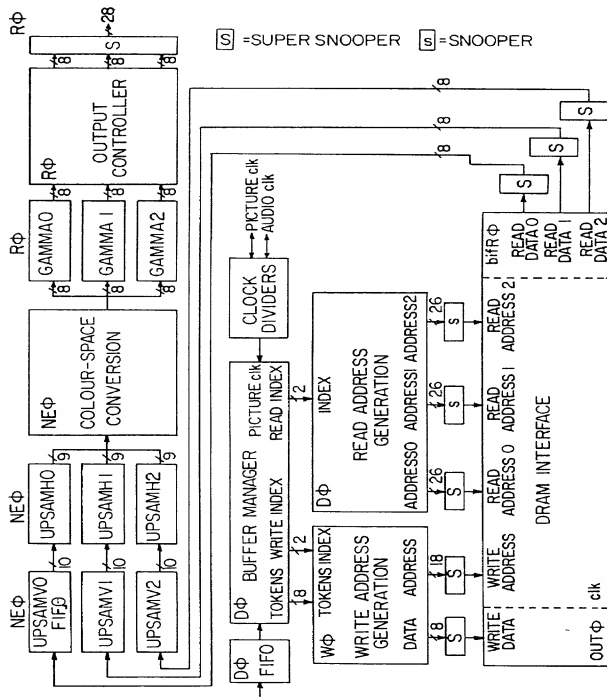 S =SUPER SNOOPER
s =SNOOPER
RΦ
28
S
8
8
8
OUTPUT
CONTROLLER
RΦ
8
8
8
RΦ
GAMMA0
GAMMA 1
GAMMA2
8
8
8
NEΦ
COLOUR-SPACE
CONVERSION
9
9
9
NEΦ
UPSAMH0
UPSAMH1
UPSAMH2
10
10
10
NEΦ
UPSAMV0
FIFO
UPSAMV1
UPSAMV2
8
8
8
PICTURE clk
AUDIO clk
CLOCK
DIVIDERS
DΦ
BUFFER MANAGER
PICTURE clk
TOKENS WRITE INDEX
READ INDEX
DΦ
FIFO
8
2
2
WΦ
TOKENS INDEX
WRITE ADDRESS
GENERATION
DATA
ADDRESS
INDEX
READ ADDRESS
GENERATION
DΦ
ADDRESS0
ADDRESS1
ADDRESS2
8
18
26
26
26
S
S
S
s
s
S
S
S
WRITE
DATA
WRITE
ADDRESS
READ
ADDRESS 0
READ
ADDRESS 1
READ
ADDRESS 2
bifRΦ
READ
DATA 0
READ
DATA 1
READ
DATA 2
DRAM INTERFACE
OUTΦ
clk